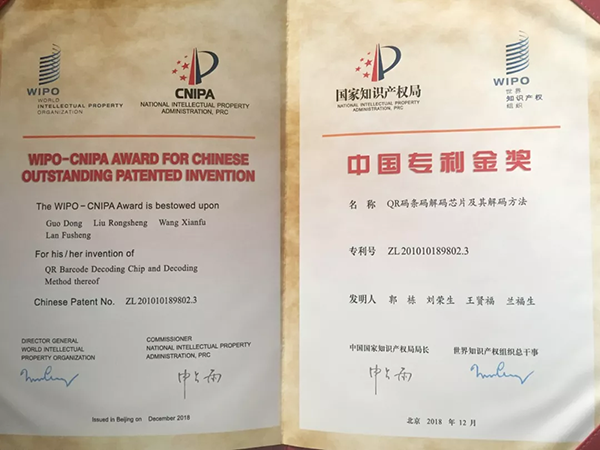 WIPO
WORLD
INTELLECTUAL PROPERTY
ORGANIZATION
CNIPA
NATIONAL INTELLECTUAL PROPERTY
ADMINISTRATION, PRC
WIPO-CNIPA AWARD FOR CHINESE
OUTSTANDING PATENTED INVENTION
The WIPO-CNIPA Award is bestowed upon
Guo Dong Liu Rongsheng Wang Xianfu
Lan Fusheng
For his/her invention of
QR Barcode Decoding Chip and Decoding
Method thereof
Chinese Patent No. ZL201010189802.3
DIRECTOR GENERAL
WORLD INTELLECTUAL
PROPERTY ORGANIZATION
COMMISSIONER
NATIONAL INTELLECTUAL PROPERTY
ADMINISTRATION, PRC
申长雨
Issued in Beijing on December 2018
国家知识产权局
NATIONAL INTELLECTUAL PROPERTY
ADMINISTRATION, PRC
WIPO
世界
知识产权
组织
中国专利金奖
名 称 QR码条码解码芯片及其解码方法
专利号 ZL201010189802.3
发明人 郭栋 刘荣生 王贤福 兰福生
中国国家知识产权局局长
世界知识产权组织总干事
申长雨
北京 2018 年 12 月